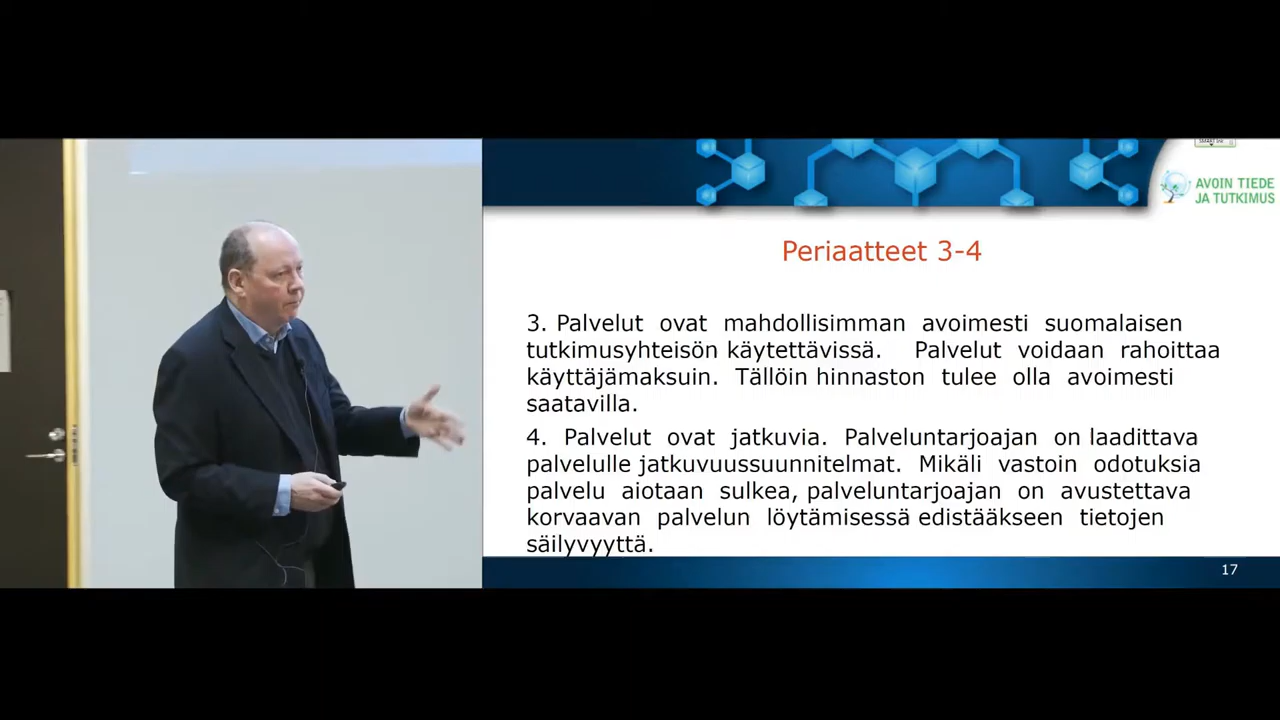 AVOIN TIEDE
JA TUTKIMUS
Periaatteet 3-4
3. Palvelut ovat mahdollisimman avoimesti suomalaisen
tutkimusyhteisön käytettävissä. Palvelut voidaan rahoittaa
käyttäjämaksuin. Tällöin hinnaston tulee olla avoimesti
saatavilla.
4. Palvelut ovat jatkuvia. Palveluntarjoajan on laadittava
palvelulle jatkuvuussuunnitelmat. Mikäli vastoin odotuksia
palvelu aiotaan sulkea, palveluntarjoajan on avustettava
korvaavan palvelun löytämisessä edistääkseen tietojen
säilyvyyttä.
17